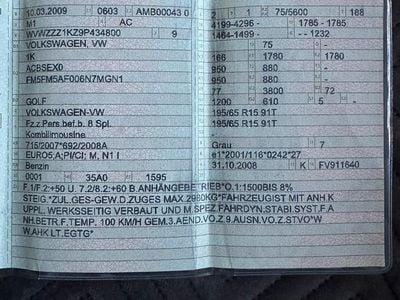 10.03.2009 0603 AMB00043 0 2 1 75/5600 188
M1 AC 4199-4296 - 1785 - 1785
WVWZZZ1KZ9P434800 9 1464-1499 - - -1232
VOLKSWAGEN, VW - 75 -
1K 166 1780 1780
ACBSEX0 950 880 -
FM5FM5AF006N7MGN1 950 880 -
77 3800 72
GOLF 1200 610 5 -
VOLKSWAGEN-VW 195/65 R15 91T
Fz.z.Pers.bef.b. 8 Spl. 195/65 R15 91T
Kombilimousine -
715/2007*692/2008A Grau 7
EURO5;A;PI/CI; M, N1 I e1*2001/116*0242*27
Benzin 31.10.2008 K FV911640
0001 35A0 1595
F.1/F.2:+50 U. 7.2/8.2:+60 B.ANHÄNGEBETRIEB*O.1:1500BIS 8%
STEIG.*ZUL.GES-GEW.D.ZUGES MAX.2980KG*FAHRZEUGIST MIT ANH K
UPPL. WERKSSEITIG VERBAUT UND M.SPEZ.FAHRDYN.STABI.SYST.F.A
NH.BETR.F.TEMP. 100 KM/H GEM.3.AEND.VO.Z.9.AUSN.VO.Z.STVO*W
W.AHK LT.EGTG*